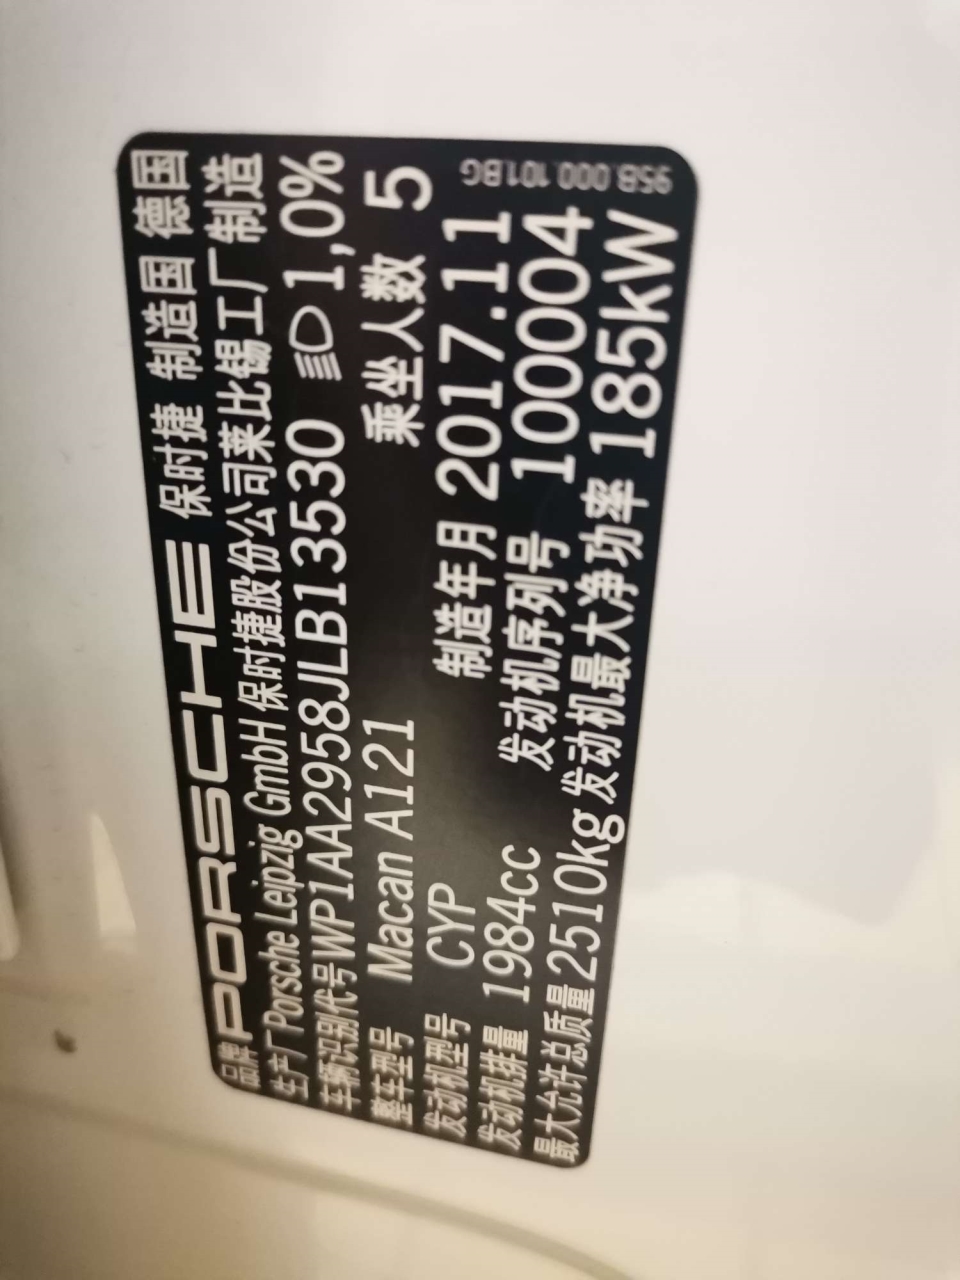 品牌 PORSCHE 保时捷 制造国 德国
生产厂 Porsche Leipzig GmbH 保时捷股份公司莱比锡工厂制造
车辆识别代号 WP1AA2958JLB13530 1,0%
整车型号 Macan A121 乘坐人数 5
发动机型号 CYP 制造年月 2017.11
发动机排量 1984cc 发动机序列号 100004
最大允许总质量 2510kg 发动机最大净功率 185kW
95B.000.101.BG